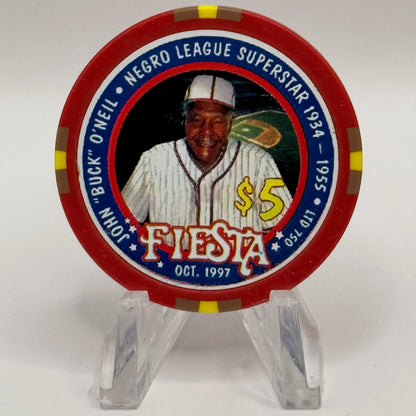 JOHN "BUCK" O'NEIL • NEGRO LEAGUE SUPERSTAR 1934 — 1955 • LTD 750
$5
FIESTA
OCT. 1997